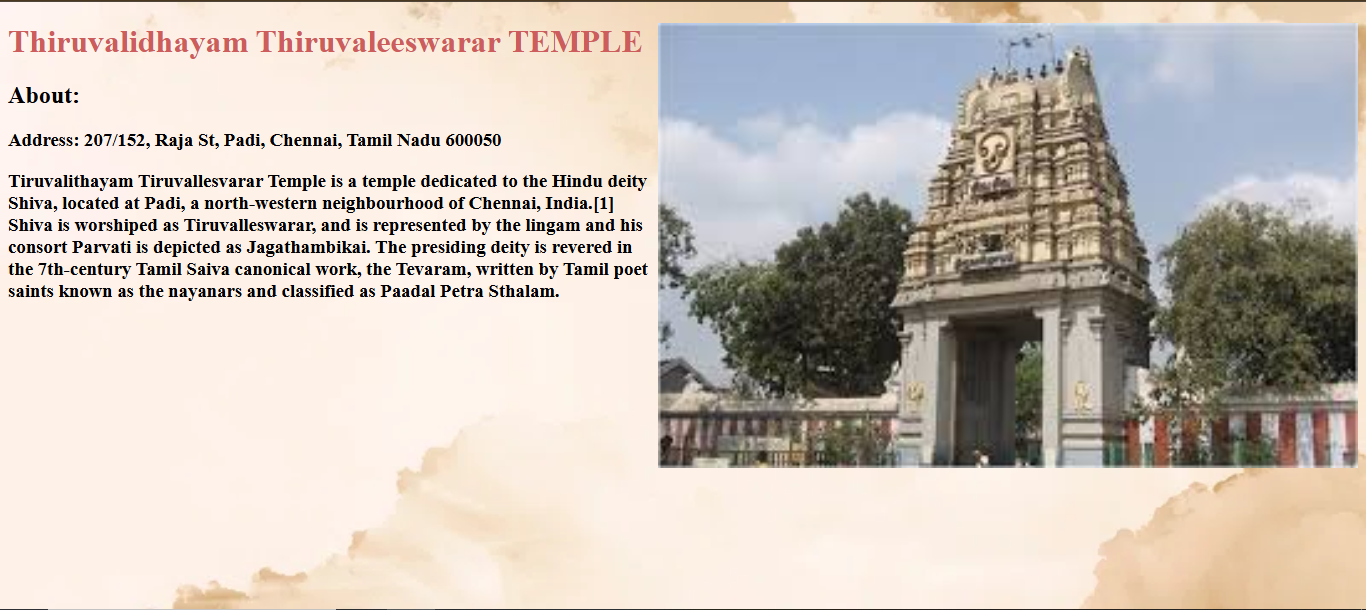 Thiruvalidhayam Thiruvaleeswarar TEMPLE
About:
Address: 207/152, Raja St, Padi, Chennai, Tamil Nadu 600050
Tiruvalithayam Tiruvallesvarar Temple is a temple dedicated to the Hindu deity
Shiva, located at Padi, a north-western neighbourhood of Chennai, India.[1]
Shiva is worshiped as Tiruvalleswarar, and is represented by the lingam and his
consort Parvati is depicted as Jagathambikai. The presiding deity is revered in
the 7th-century Tamil Saiva canonical work, the Tevaram, written by Tamil poet
saints known as the nayanars and classified as Paadal Petra Sthalam.